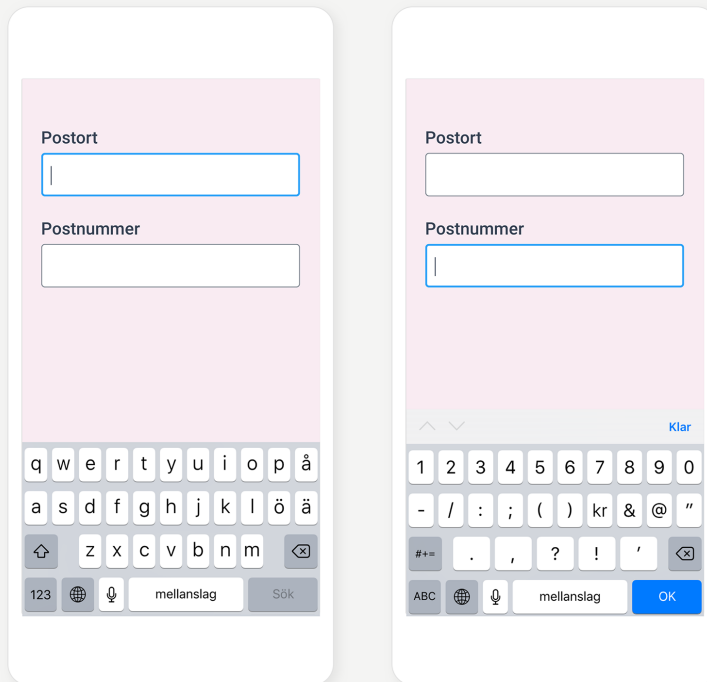 Postort
Postnummer
q w e r t y u i o p å
a s d f g h j k l ö ä
z x c v b n m
123 mellanslag Sök
Postort
Postnummer
Klar
1 2 3 4 5 6 7 8 9 0
- / : ; ( ) kr & @ "
#+= . , ? ! ′
ABC mellanslag OK